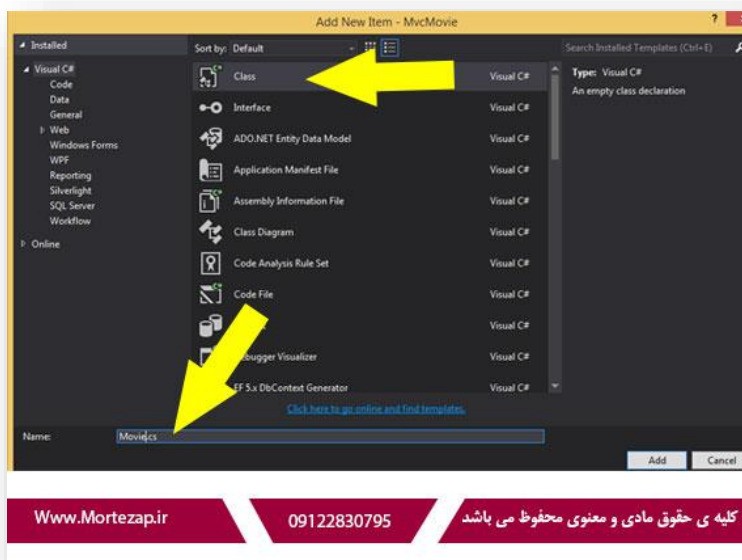 Add New Item - MvcMovie
?
Installed
Sort by: Default
Search Installed Templates (Ctrl+E)
Visual C#
Code
Data
General
Web
Windows Forms
WPF
Reporting
Silverlight
SQL Server
Workflow
Online
Class Visual C#
Interface Visual C#
ADO.NET Entity Data Model Visual C#
Application Manifest File Visual C#
Assembly Information File Visual C#
Class Diagram Visual C#
Code Analysis Rule Set Visual C#
Code File Visual C#
Visual C#
Visualizer Visual C#
EF 5.x DbContext Generator Visual C#
Type: Visual C#
An empty class declaration
Click here to go online and find templates.
Name: Movie.cs
Add Cancel
Www.Mortezap.ir
09122830795
کلیه ی حقوق مادی و معنوی محفوظ می باشد